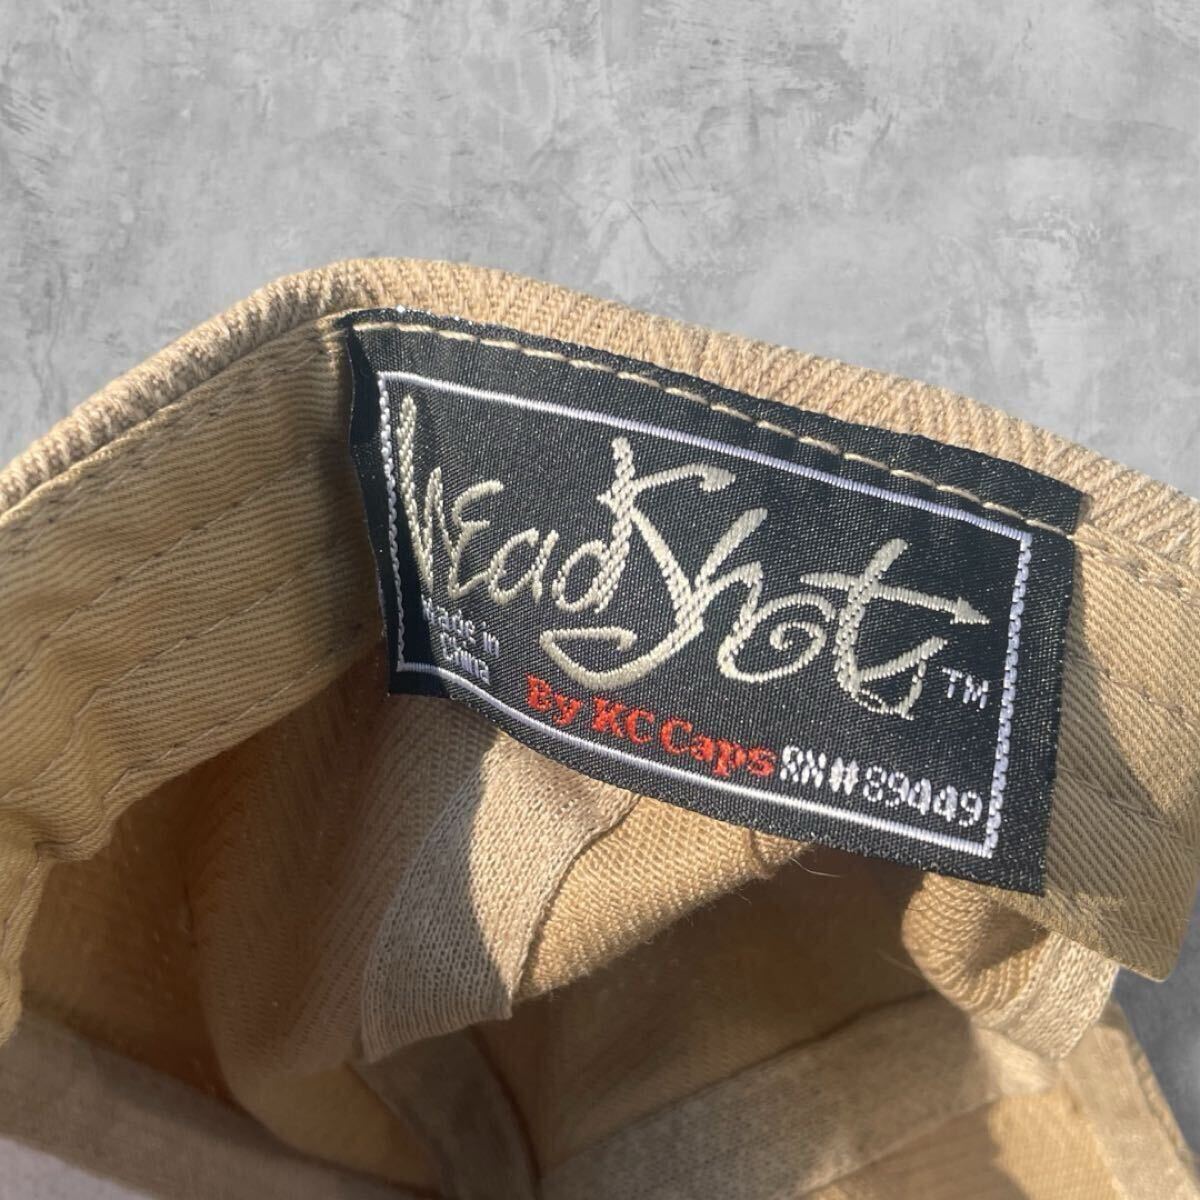 HeadShots™
Made in
China
By KC Caps RN#89449